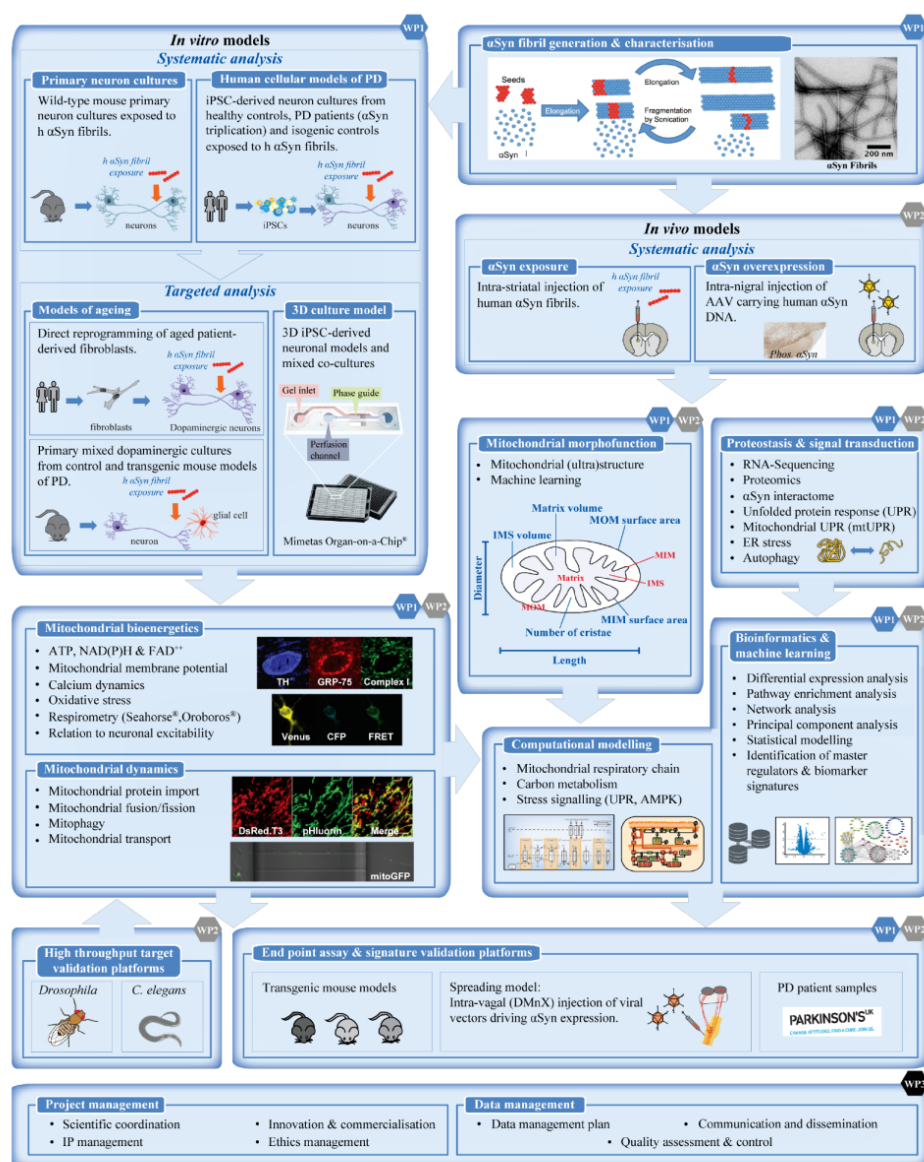 WP1
In vitro models
Systematic analysis
Primary neuron cultures
Wild-type mouse primary
neuron cultures exposed to
h αSyn fibrils.
h αSyn fibril
exposure
neurons
Human cellular models of PD
iPSC-derived neuron cultures from
healthy controls, PD patients (αSyn
triplication) and isogenic controls
exposed to h αSyn fibrils.
h αSyn fibril
exposure
iPSCs
neurons
Targeted analysis
Models of ageing
Direct reprogramming of aged patient-
derived fibroblasts.
h αSyn fibril
exposure
fibroblasts
Dopaminergic neurons
Primary mixed dopaminergic cultures
from control and transgenic mouse models
of PD.
h αSyn fibril
exposure
glial cell
neuron
3D culture model
3D iPSC-derived
neuronal models and
mixed co-cultures
Gel inlet
Phase guide
Perfusion
channel
Mimetas Organ-on-a-Chip®
WP1
αSyn fibril generation & characterisation
Seeds
Elongation
Elongation
Fragmentation
by Sonication
αSyn
200 nm
αSyn Fibrils
WP2
In vivo models
Systematic analysis
αSyn exposure
Intra-striatal injection of
human αSyn fibrils.
h αSyn fibril
exposure
αSyn overexpression
Intra-nigral injection of
AAV carrying human αSyn
DNA.
Phos. αSyn
WP1 WP2
Mitochondrial morphofunction
• Mitochondrial (ultra)structure
• Machine learning
Matrix volume
MOM surface area
IMS volume
MIM
Diameter
Matrix
IMS
MOM
MIM surface area
Number of cristae
Length
WP1 WP2
Proteostasis & signal transduction
• RNA-Sequencing
• Proteomics
• αSyn interactome
• Unfolded protein response (UPR)
• Mitochondrial UPR (mtUPR)
• ER stress
• Autophagy
WP1 WP2
Mitochondrial bioenergetics
• ATP, NAD(P)H & FAD⁺⁺
• Mitochondrial membrane potential
• Calcium dynamics
• Oxidative stress
• Respirometry (Seahorse®,Oroboros®)
• Relation to neuronal excitability
TH GRP-75 Complex I
Venus CFP FRET
Mitochondrial dynamics
• Mitochondrial protein import
• Mitochondrial fusion/fission
• Mitophagy
• Mitochondrial transport
DsRed.T3 pHluorin Merge
mitoGFP
WP1 WP2
Bioinformatics &
machine learning
• Differential expression analysis
• Pathway enrichment analysis
• Network analysis
• Principal component analysis
• Statistical modelling
• Identification of master
regulators & biomarker
signatures
Computational modelling
• Mitochondrial respiratory chain
• Carbon metabolism
• Stress signalling (UPR, AMPK)
WP2
High throughput target
validation platforms
Drosophila
C. elegans
WP1 WP2
End point assay & signature validation platforms
Transgenic mouse models
Spreading model:
Intra-vagal (DMnX) injection of viral
vectors driving αSyn expression.
PD patient samples
PARKINSON'S UK
CHANGE ATTITUDES. FIND A CURE. JOIN US.
WP3
Project management
• Scientific coordination
• Innovation & commercialisation
• IP management
• Ethics management
Data management
• Data management plan
• Communication and dissemination
• Quality assessment & control